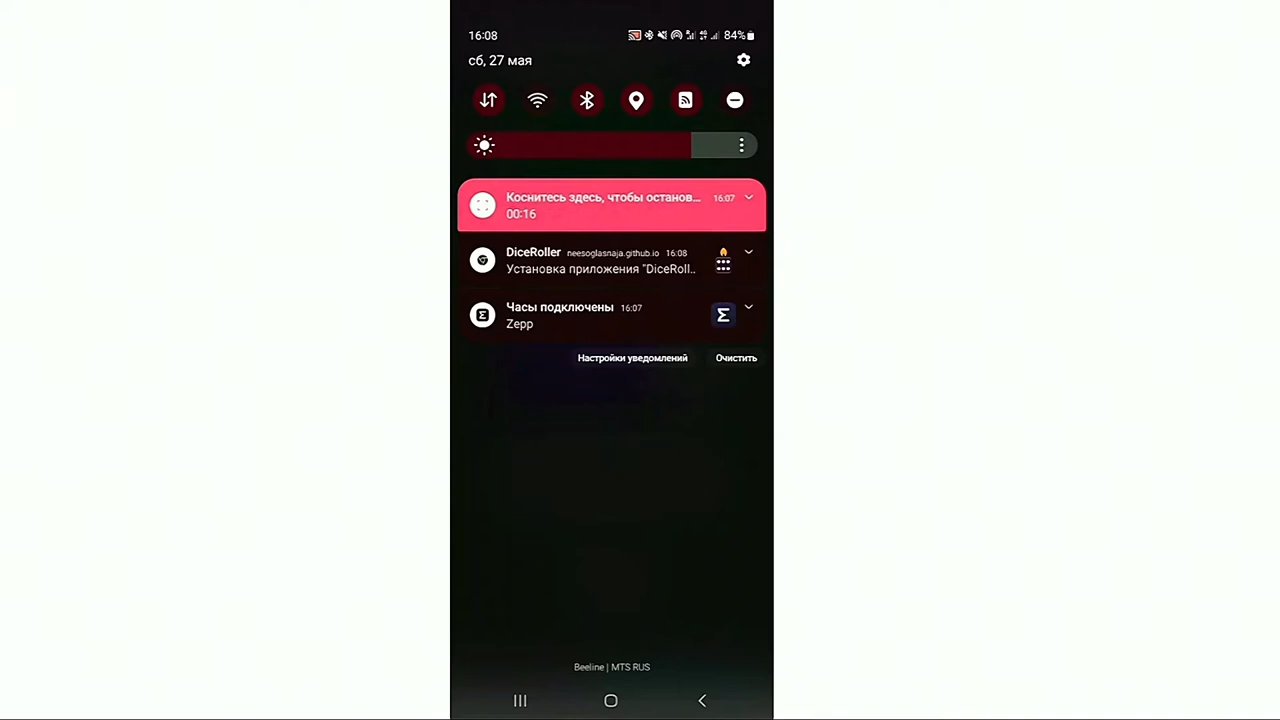 16:08 84%
сб, 27 мая
Коснитесь здесь, чтобы останов... 16:07
00:16
DiceRoller neesoglasnaja.github.io 16:08
Установка приложения "DiceRoll..
Часы подключены 16:07
Zepp
Настройки уведомлений Очистить
Beeline | MTS RUS